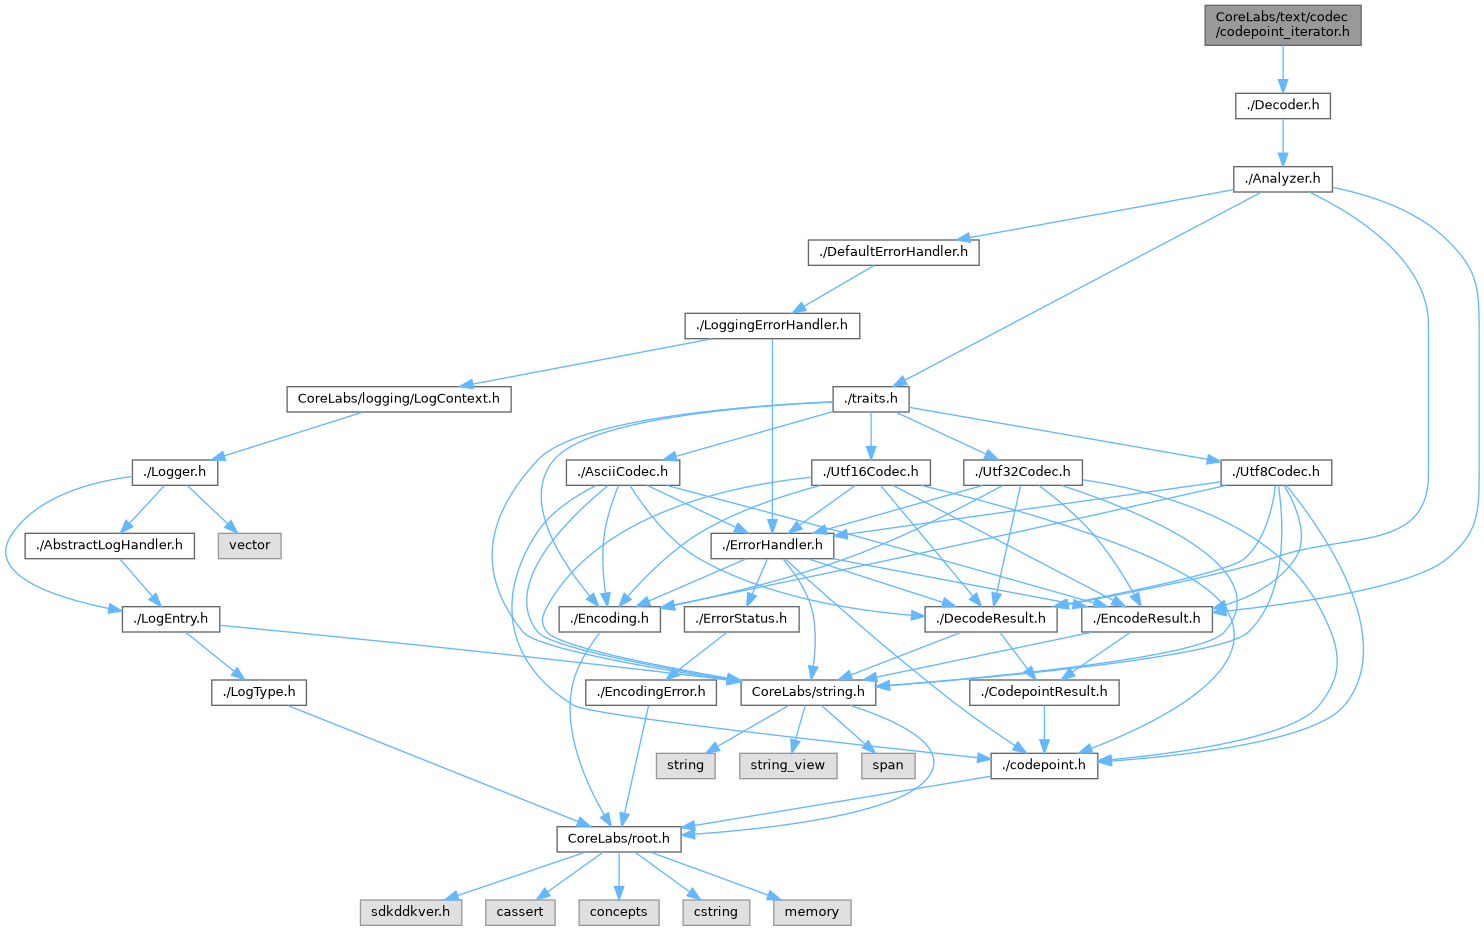 CoreLabs/text/codec
/codepoint_iterator.h
./Decoder.h
./Analyzer.h
./DefaultErrorHandler.h
./LoggingErrorHandler.h
CoreLabs/logging/LogContext.h
./traits.h
./Logger.h
./AsciiCodec.h
./Utf16Codec.h
./Utf32Codec.h
./Utf8Codec.h
./AbstractLogHandler.h
vector
./ErrorHandler.h
./LogEntry.h
./Encoding.h
./ErrorStatus.h
./DecodeResult.h
./EncodeResult.h
./LogType.h
./EncodingError.h
CoreLabs/string.h
./CodepointResult.h
string
string_view
span
./codepoint.h
CoreLabs/root.h
sdkddkver.h
cassert
concepts
cstring
memory